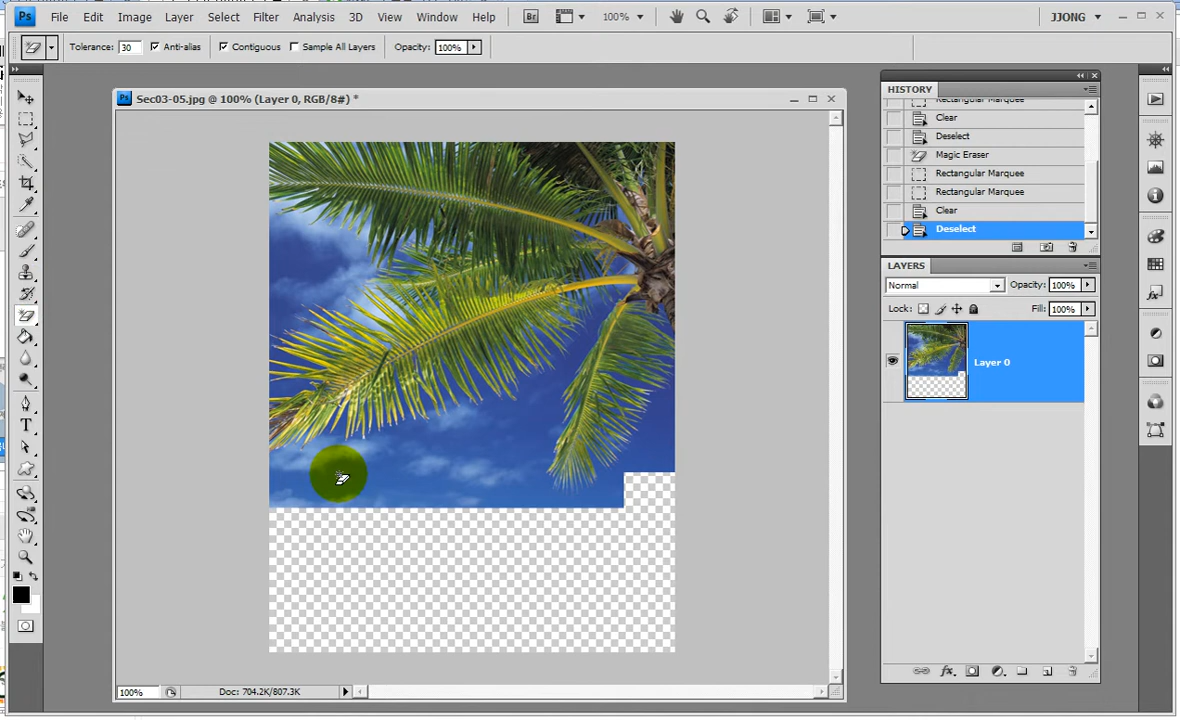 Ps File Edit Image Layer Select Filter Analysis 3D View Window Help Br 100% JJONG
Tolerance: 30 Anti-alias Contiguous Sample All Layers Opacity: 100%
Ps Sec03-05.jpg @ 100% (Layer 0, RGB/8#) *
HISTORY
Rectangular Marquee
Clear
Deselect
Magic Eraser
Rectangular Marquee
Rectangular Marquee
Clear
Deselect
LAYERS
Normal Opacity: 100%
Lock: Fill: 100%
Layer 0
T
fx
100% Doc: 704.2K/807.3K